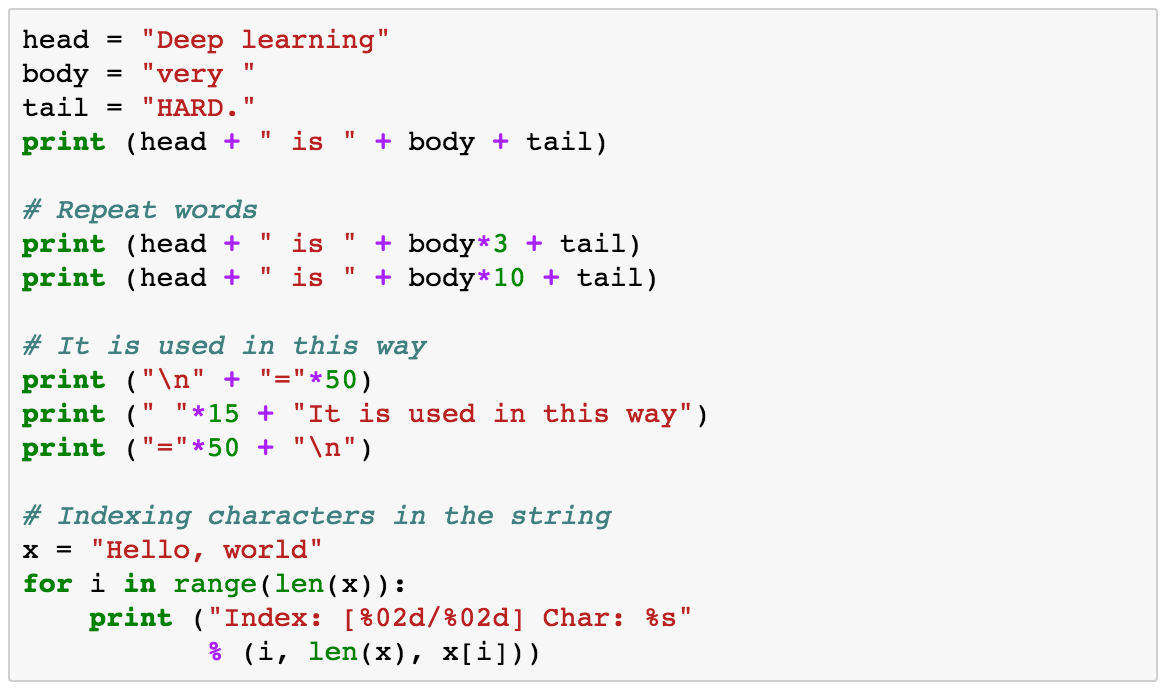 head = "Deep learning"
body = "very "
tail = "HARD."
print (head + " is " + body + tail)

# Repeat words
print (head + " is " + body*3 + tail)
print (head + " is " + body*10 + tail)

# It is used in this way
print ("\n" + "="*50)
print (" "*15 + "It is used in this way")
print ("="*50 + "\n")

# Indexing characters in the string
x = "Hello, world"
for i in range(len(x)):
    print ("Index: [%02d/%02d] Char: %s"
           % (i, len(x), x[i]))